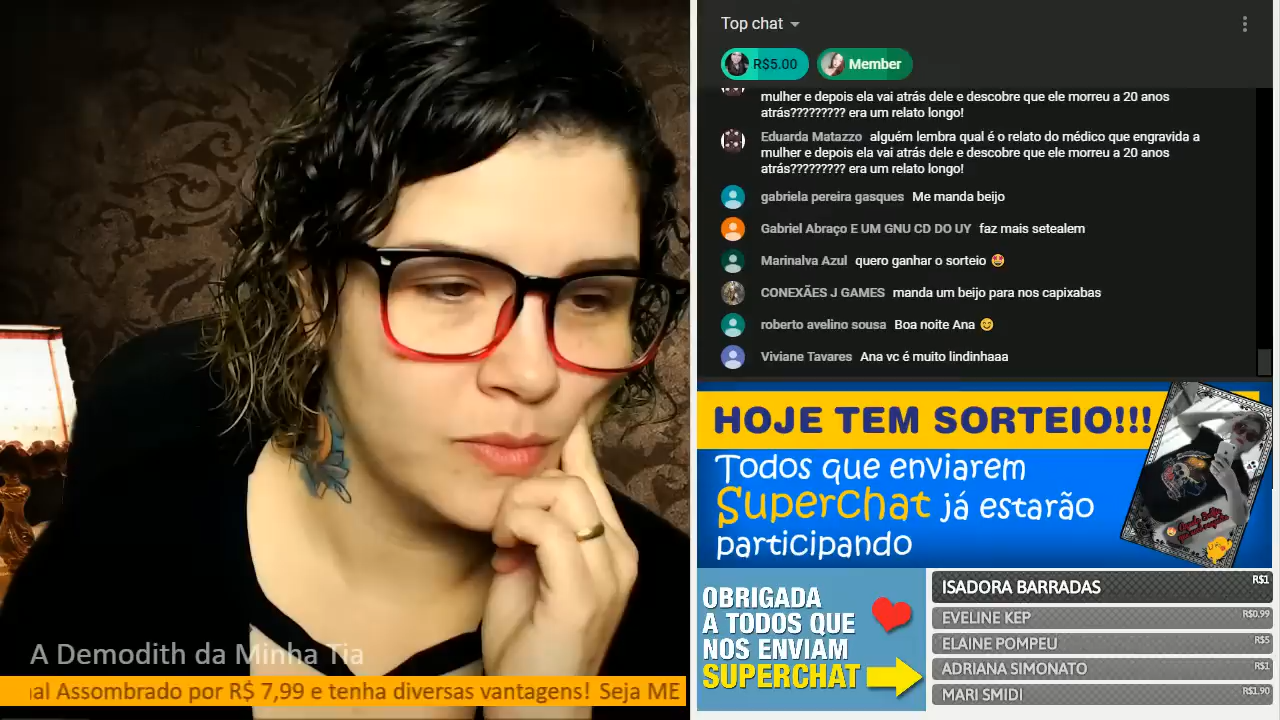 Top chat
R$5.00
Member
mulher e depois ela vai atrás dele e descobre que ele morreu a 20 anos
atrás????????? era um relato longo!
Eduarda Matazzo alguém lembra qual é o relato do médico que engravida a
mulher e depois ela vai atrás dele e descobre que ele morreu a 20 anos
atrás????????? era um relato longo!
gabriela pereira gasques Me manda beijo
Gabriel Abraço E UM GNU CD DO UY faz mais setealem
Marinalva Azul quero ganhar o sorteio 🤩
CONEXÃES J GAMES manda um beijo para nos capixabas
roberto avelino sousa Boa noite Ana 😊
Viviane Tavares Ana vc é muito lindinhaaa
HOJE TEM SORTEIO!!!
Todos que enviarem
Superchat já estarão
participando
OBRIGADA
A TODOS QUE
NOS ENVIAM
SUPERCHAT
ISADORA BARRADAS R$1
EVELINE KEP R$0.99
ELAINE POMPEU R$5
ADRIANA SIMONATO R$1
MARI SMIDI R$1.90
A Demodith da Minha Tia
al Assombrado por R$ 7,99 e tenha diversas vantagens! Seja ME